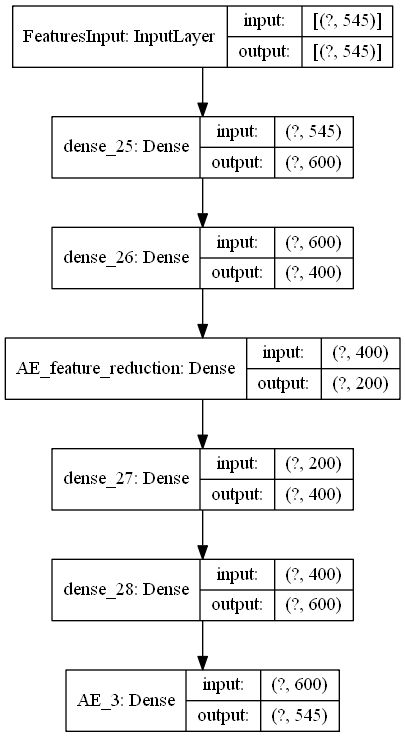 FeaturesInput: InputLayer
input: [(?, 545)]
output: [(?, 545)]
dense_25: Dense
input: (?, 545)
output: (?, 600)
dense_26: Dense
input: (?, 600)
output: (?, 400)
AE_feature_reduction: Dense
input: (?, 400)
output: (?, 200)
dense_27: Dense
input: (?, 200)
output: (?, 400)
dense_28: Dense
input: (?, 400)
output: (?, 600)
AE_3: Dense
input: (?, 600)
output: (?, 545)